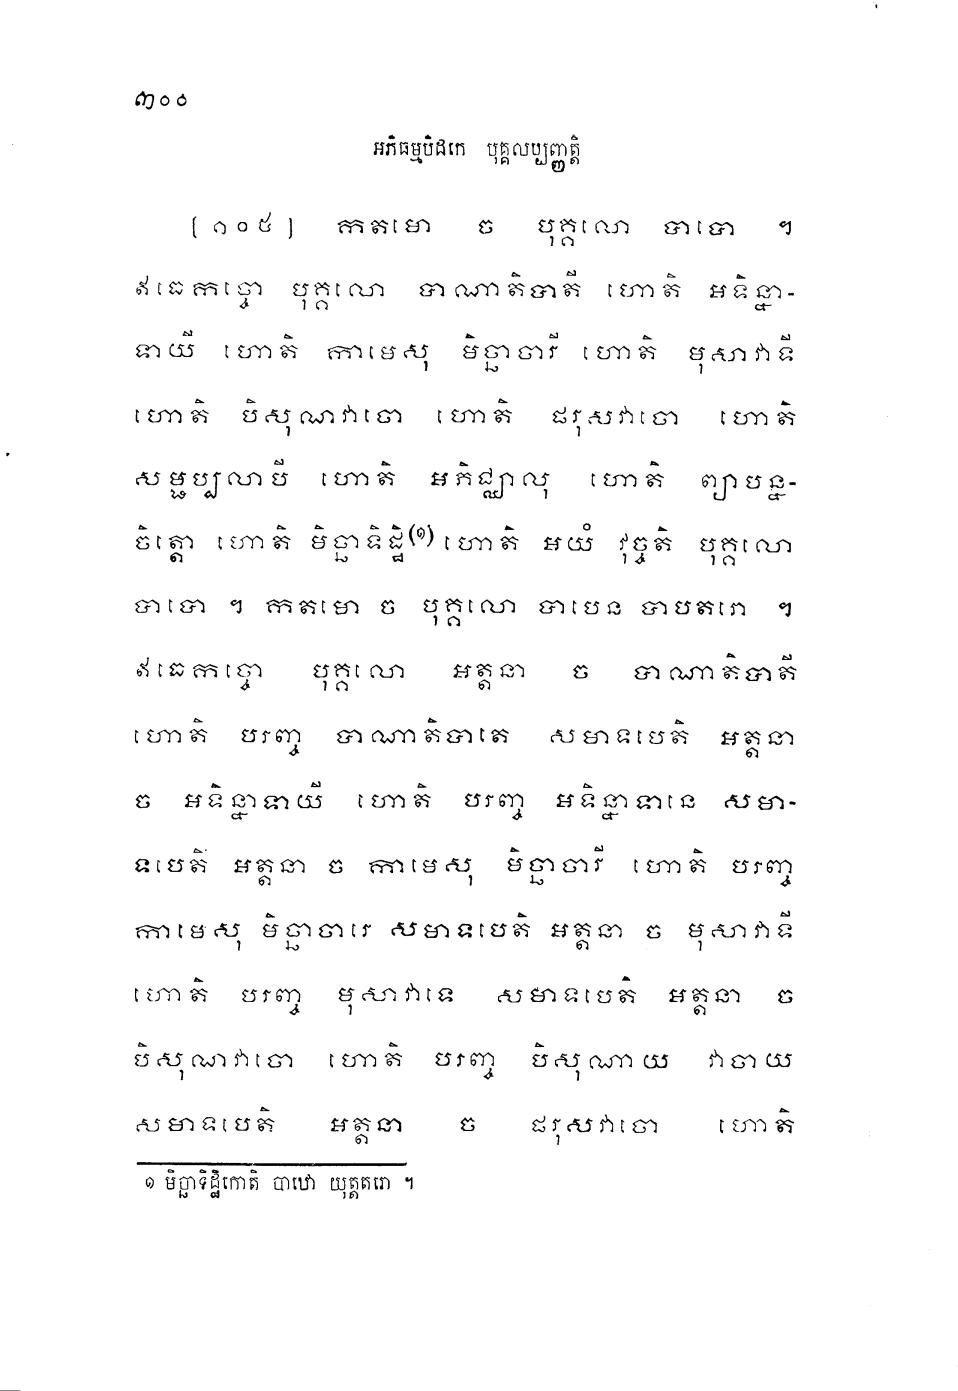 ៣០០
អភិធម្មបិដកេ បុគ្គលប្បញ្ញត្តិ
[១០៥] កតមោ ច បុគ្គលោ បាបោ ។
ឥធេកច្ចោ បុគ្គលោ បាណាតិបាតី ហោតិ អទិន្នា-
ទាយី ហោតិ កាមេសុ មិច្ឆាចារី ហោតិ មុសាវាទី
ហោតិ បិសុណវាចោ ហោតិ ផរុសវាចោ ហោតិ
សម្ផប្បលាបី ហោតិ អភិជ្ឈាលុ ហោតិ ព្យាបន្ន-
ចិត្តោ ហោតិ មិច្ឆាទិដ្ឋិ(១) ហោតិ អយំ វុច្ចតិ បុគ្គលោ
បាបោ ។ កតមោ ច បុគ្គលោ បាបេន បាបតរោ ។
ឥធេកច្ចោ បុគ្គលោ អត្តនា ច បាណាតិបាតី
ហោតិ បរញ្ច បាណាតិបាតេ សមាទបេតិ អត្តនា
ច អទិន្នាទាយី ហោតិ បរញ្ច អទិន្នាទានេ សមា-
ទបេតិ អត្តនា ច កាមេសុ មិច្ឆាចារី ហោតិ បរញ្ច
កាមេសុ មិច្ឆាចារេ សមាទបេតិ អត្តនា ច មុសាវាទី
ហោតិ បរញ្ច មុសាវាទេ សមាទបេតិ អត្តនា ច
បិសុណវាចោ ហោតិ បរញ្ច បិសុណាយ វាចាយ
សមាទបេតិ អត្តនា ច ផរុសវាចោ ហោតិ
១ មិច្ឆាទិដ្ឋិកោតិ បាឋោ យុត្តតរោ ។